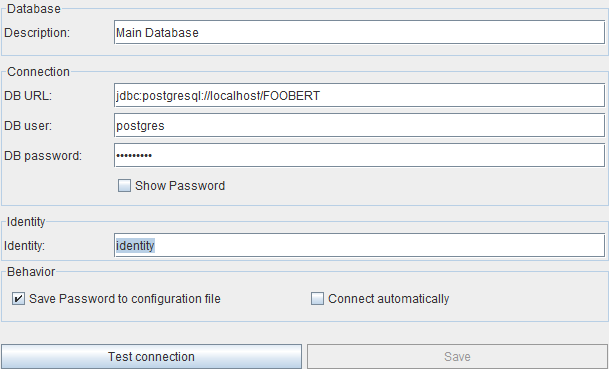 Database
Description: Main Database
Connection
DB URL: jdbc:postgresql://localhost/FOOBERT
DB user: postgres
DB password: •••••••••
Show Password
Identity
Identity: identity
Behavior
Save Password to configuration file Connect automatically
Test connection Save